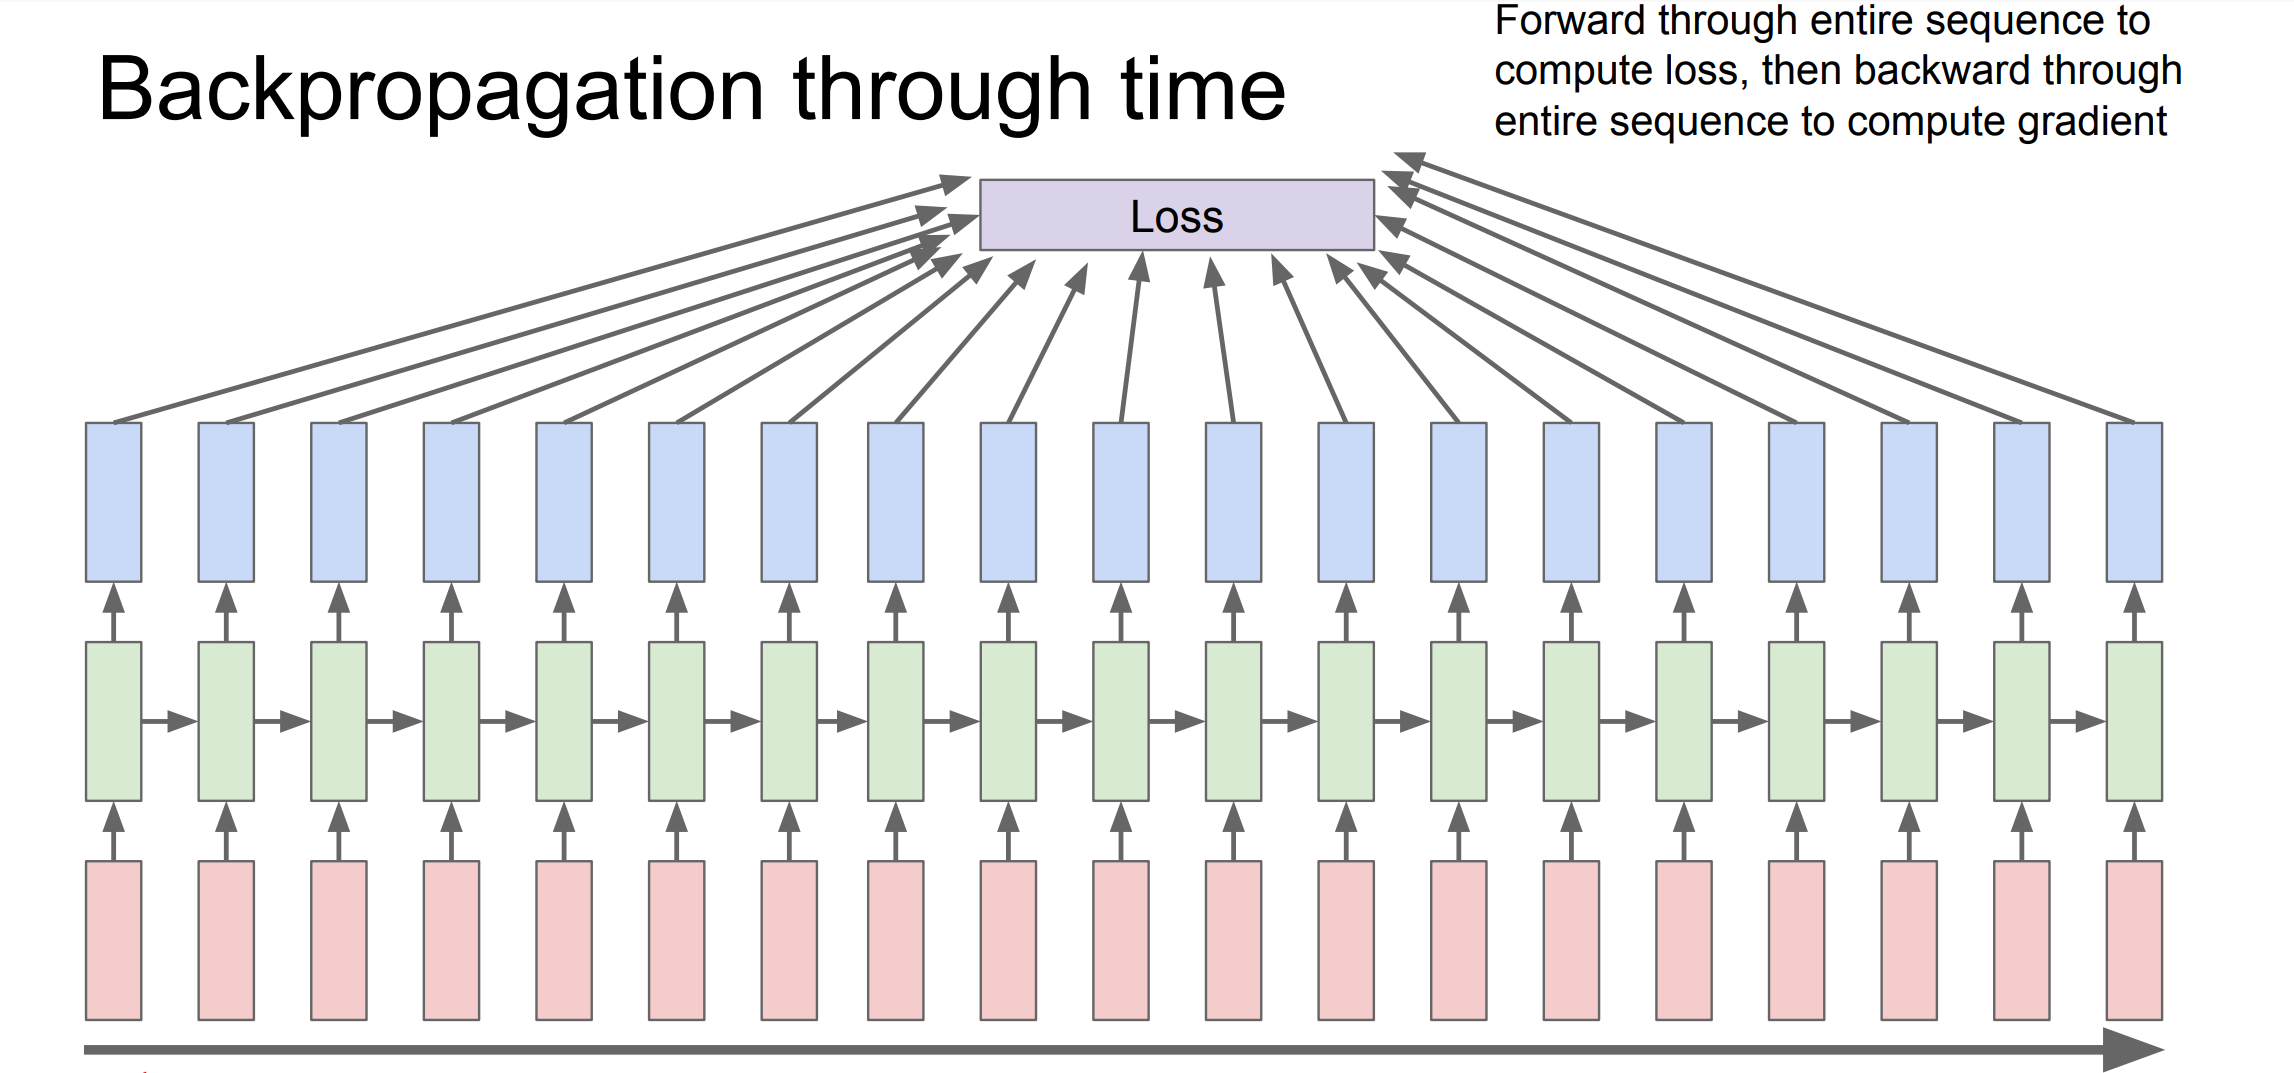 Backpropagation through time
Forward through entire sequence to
compute loss, then backward through
entire sequence to compute gradient
Loss